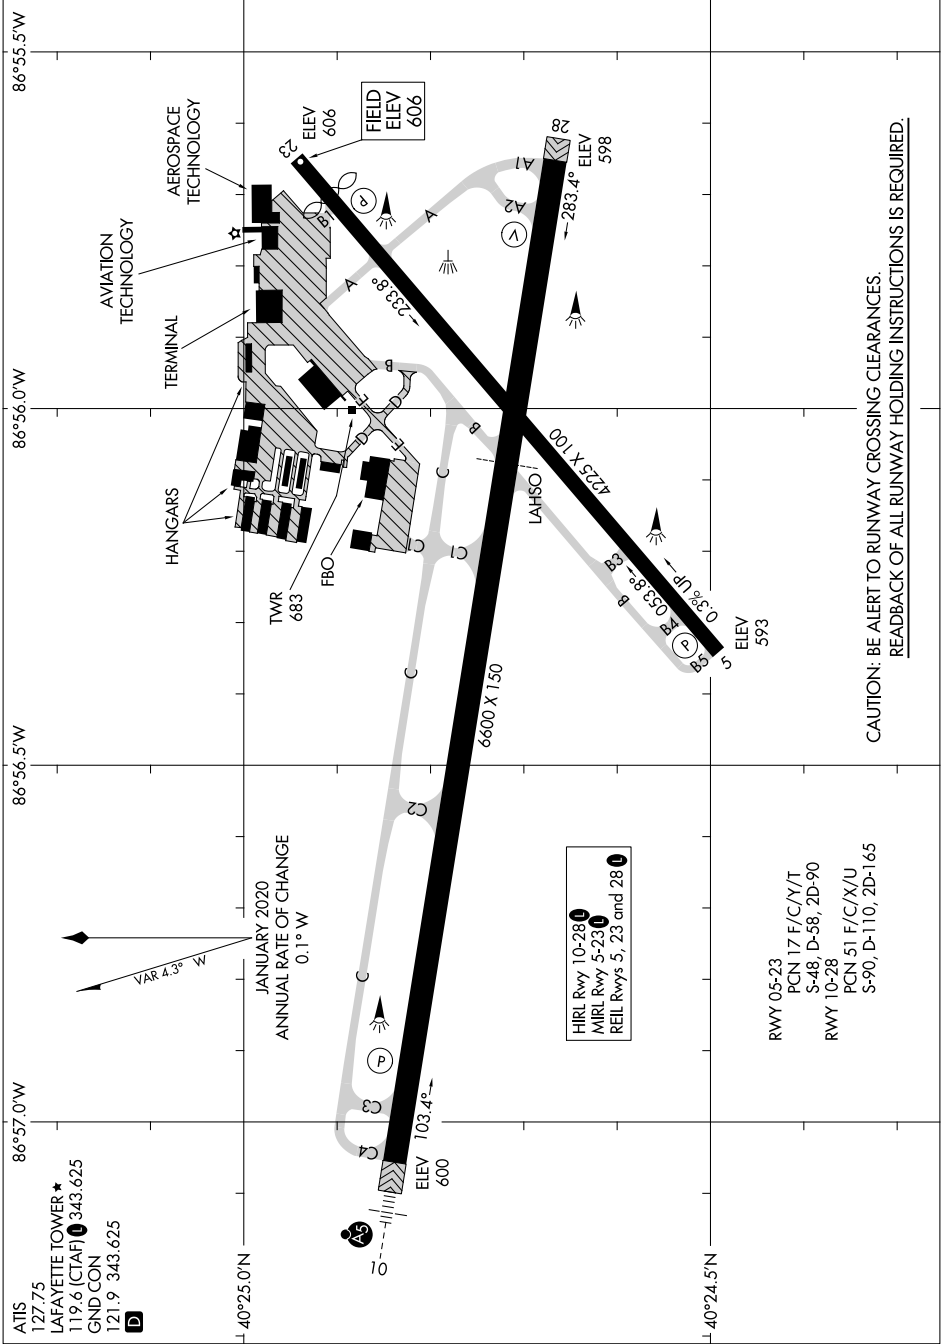 ATIS
127.75
LAFAYETTE TOWER ★
119.6 (CTAF) L 343.625
GND CON
121.9 343.625
D
86°57.0'W
86°56.5'W
86°56.0'W
86°55.5'W
40°25.0'N
40°24.5'N
VAR 4.3° W
JANUARY 2020
ANNUAL RATE OF CHANGE
0.1° W
HANGARS
TERMINAL
AVIATION
TECHNOLOGY
AEROSPACE
TECHNOLOGY
TWR
683
FBO
FIELD
ELEV
606
ELEV
606
23
B1
P
A
A
A1
A2
V
28
ELEV
598
283.4°
233.8°
B
B
D
D
E
E
C
C1
C1
C
C2
C
C3
C4
P
A5
10
ELEV
600
103.4°
6600 X 150
LAHSO
4225 X 100
B3
B
B4
B5
P
053.8°
0.3% UP
5
ELEV
593
HIRL Rwy 10-28 L
MIRL Rwy 5-23 L
REIL Rwys 5, 23 and 28 L
RWY 05-23
PCN 17 F/C/Y/T
S-48, D-58, 2D-90
RWY 10-28
PCN 51 F/C/X/U
S-90, D-110, 2D-165
CAUTION: BE ALERT TO RUNWAY CROSSING CLEARANCES.
READBACK OF ALL RUNWAY HOLDING INSTRUCTIONS IS REQUIRED.